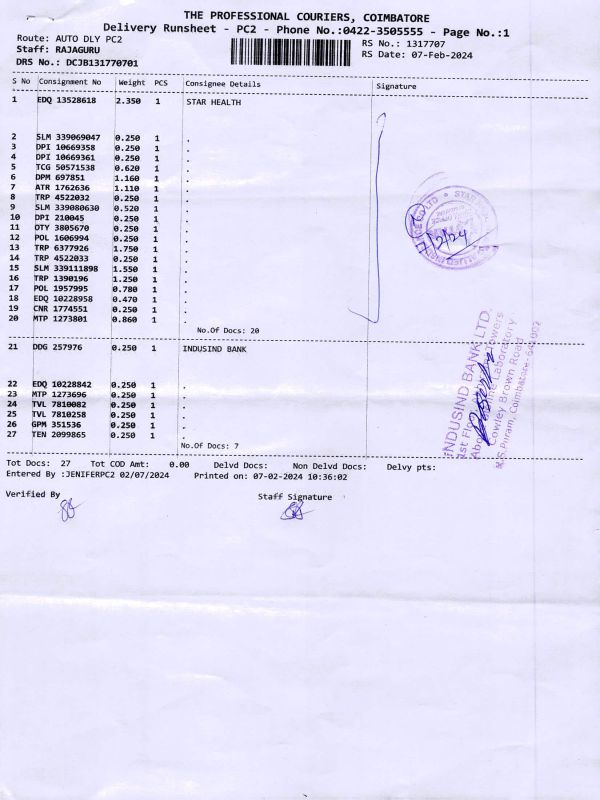 THE PROFESSIONAL COURIERS, COIMBATORE
Delivery Runsheet - PC2 - Phone No.:0422-3505555 - Page No.:1
Route: AUTO DLY PC2
RS No.: 1317707
Staff: RAJAGURU
RS Date: 07-Feb-2024
DRS No.: DCJB131770701
S No Consignment No Weight PCS Consignee Details Signature
1 EDQ 13528618 2.350 1 STAR HEALTH
2 SLM 339069047 0.250 1 .
3 DPI 10669358 0.250 1 .
4 DPI 10669361 0.250 1 .
5 TCG 50571538 0.620 1 .
6 DPM 697851 1.160 1 .
7 ATR 1762636 1.110 1 .
8 TRP 4522032 0.250 1 .
9 SLM 339080630 0.520 1 .
10 DPI 210045 0.250 1 .
11 OTY 3805670 0.250 1 .
12 POL 1606994 0.250 1 .
13 TRP 6377926 1.750 1 .
14 TRP 4522033 0.250 1 .
15 SLM 339111898 1.550 1 .
16 TRP 1390196 1.250 1 .
17 POL 1957995 0.780 1 .
18 EDQ 10228958 0.470 1 .
19 CNR 1774551 0.250 1 .
20 MTP 1273801 0.860 1 .
No.Of Docs: 20
7/2/24
21 DDG 257976 0.250 1 INDUSIND BANK
22 EDQ 10228842 0.250 1 .
23 MTP 1273696 0.250 1 .
24 TVL 7810082 0.250 1 .
25 TVL 7810258 0.250 1 .
26 GPM 351536 0.250 1 .
27 TEN 2099865 0.250 1 .
No.Of Docs: 7
INDUSIND BANK LTD.
1st Floor, Towers
Laboratory
Cowley Brown Road
R.S.Puram, Coimbatore- 641 002
Tot Docs: 27 Tot COD Amt: 0.00 Delvd Docs: Non Delvd Docs: Delvy pts:
Entered By :JENIFERPC2 02/07/2024 Printed on: 07-02-2024 10:36:02
Verified By Staff Signature